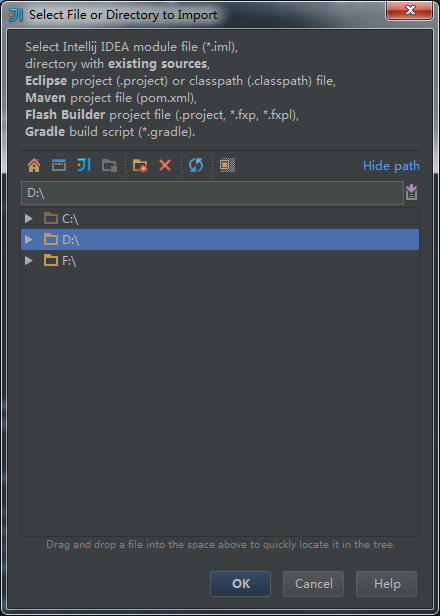 Select File or Directory to Import
Select Intellij IDEA module file (*.iml),
directory with existing sources,
Eclipse project (.project) or classpath (.classpath) file,
Maven project file (pom.xml),
Flash Builder project file (.project, *.fxp, *.fxpl),
Gradle build script (*.gradle).
Hide path
D:\
C:\
D:\
F:\
Drag and drop a file into the space above to quickly locate it in the tree.
OK Cancel Help